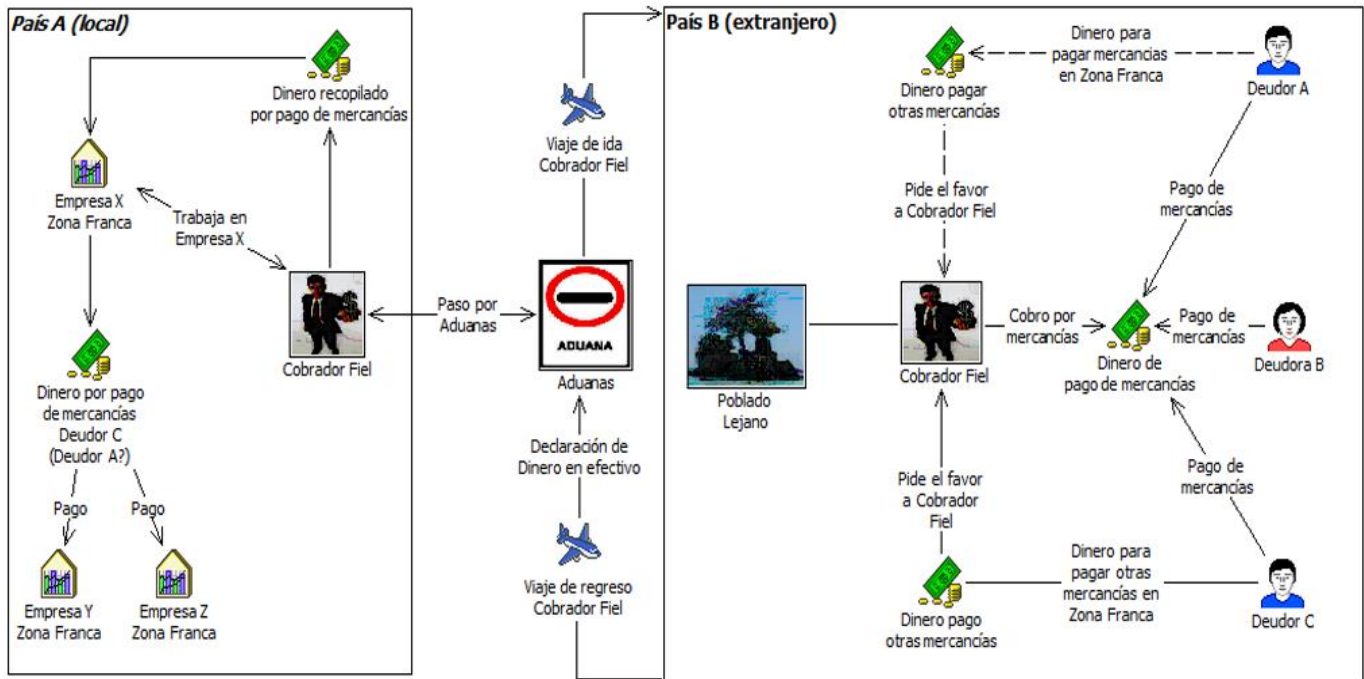 País A (local)
Dinero recopilado
por pago de mercancías
Empresa X
Zona Franca
Trabaja en
Empresa X
Cobrador Fiel
Dinero por pago
de mercancías
Deudor C
(Deudor A?)
Pago
Pago
Empresa Y
Zona Franca
Empresa Z
Zona Franca
Viaje de ida
Cobrador Fiel
Paso por
Aduanas
ADUANA
Aduanas
Declaración de
Dinero en efectivo
Viaje de regreso
Cobrador Fiel
País B (extranjero)
Dinero pagar
otras mercancías
Dinero para
pagar mercancías
en Zona Franca
Deudor A
Pide el favor
a Cobrador Fiel
Pago de
mercancías
Poblado
Lejano
Cobrador Fiel
Cobro por
mercancías
Dinero de
pago de mercancías
Pago de
mercancías
Deudora B
Pide el favor
a Cobrador
Fiel
Pago de
mercancías
Dinero pago
otras mercancías
Dinero para
pagar otras
mercancías en
Zona Franca
Deudor C